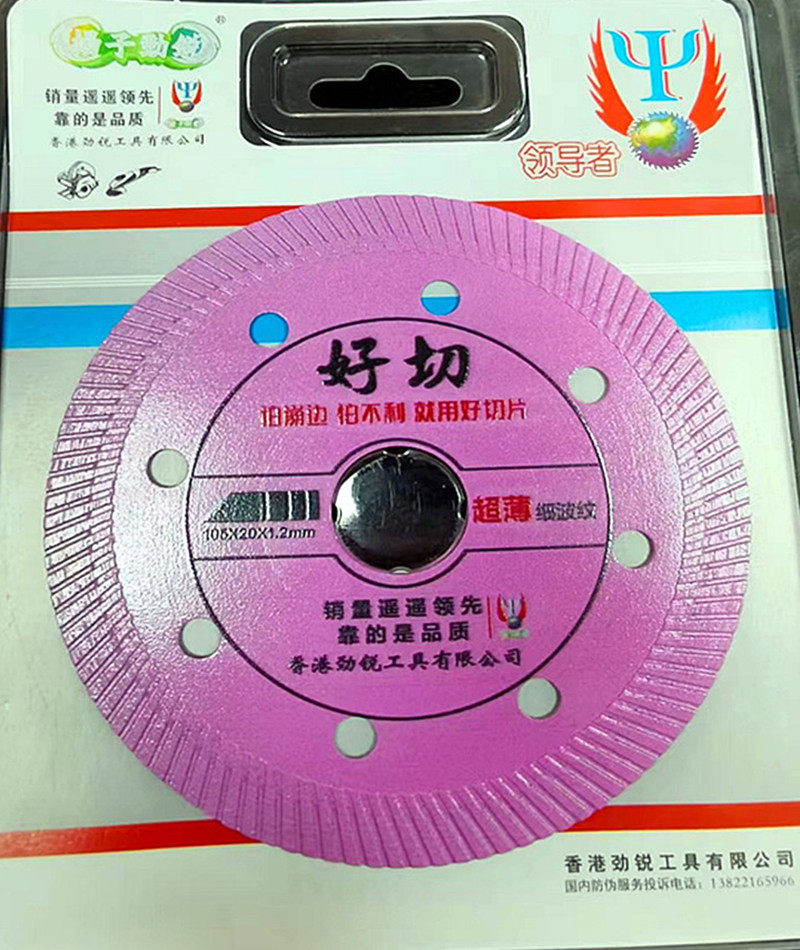 ®
销量遥遥领先
靠的是品质
香港劲锐工具有限公司
领导者
好切
怕崩边 怕不利 就用好切片
105X20X1.2mm
超薄 细波纹
销量遥遥领先
靠的是品质
香港劲锐工具有限公司
香港劲锐工具有限公司
国内防伪服务投诉电话：13822165966